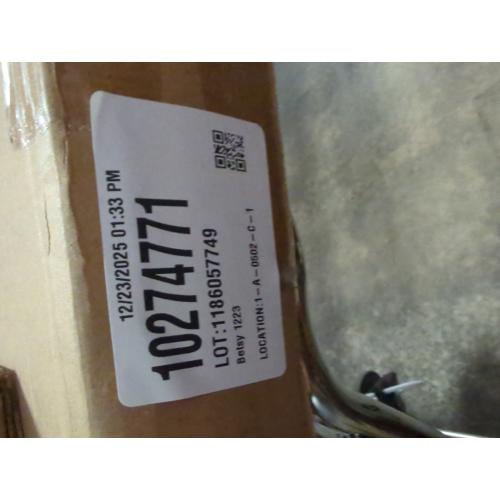 12/23/2025 01:33 PM
10274771
LOT:1186057749
Betsy 1223
LOCATION:1-A-0502-C-1